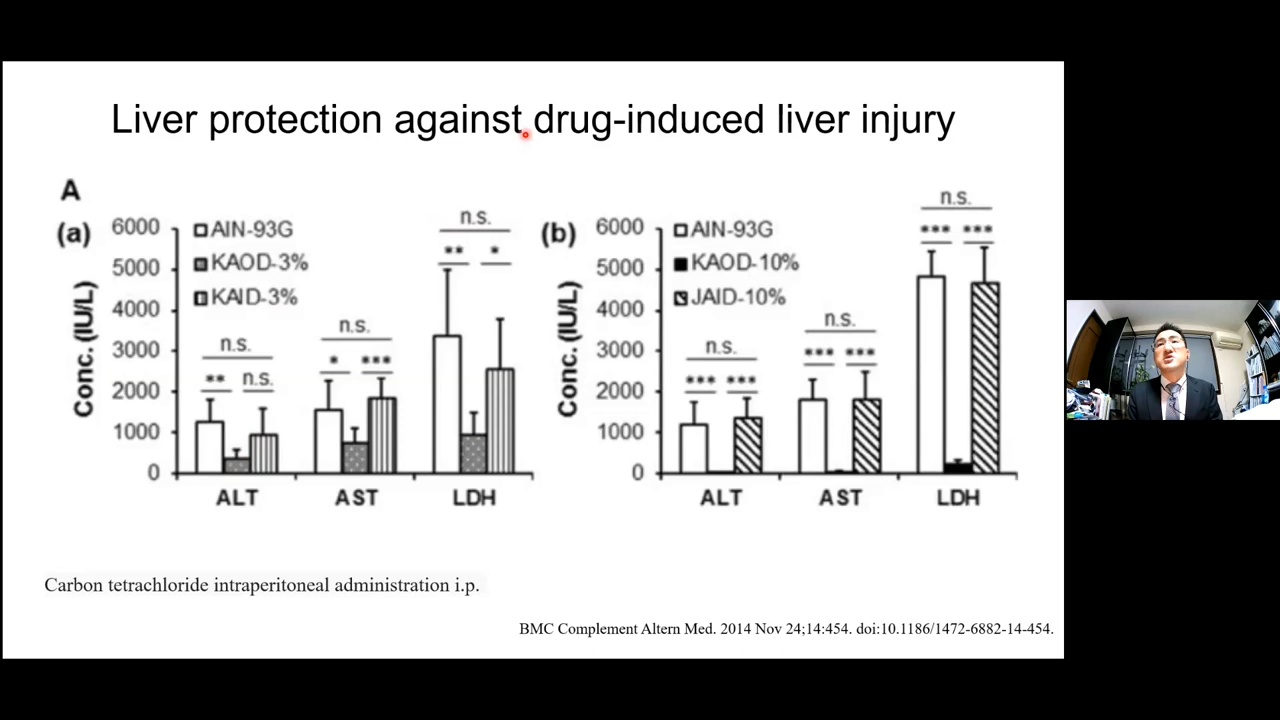 Liver protection against drug-induced liver injury
A
(a)
Conc. (IU/L)
6000
5000
4000
3000
2000
1000
0
AIN-93G
KAOD-3%
KAID-3%
n.s.
** n.s.
n.s.
* ***
n.s.
** *
ALT AST LDH
(b)
Conc. (IU/L)
6000
5000
4000
3000
2000
1000
0
AIN-93G
KAOD-10%
JAID-10%
n.s.
*** ***
n.s.
*** ***
n.s.
*** ***
ALT AST LDH
Carbon tetrachloride intraperitoneal administration i.p.
BMC Complement Altern Med. 2014 Nov 24;14:454. doi:10.1186/1472-6882-14-454.